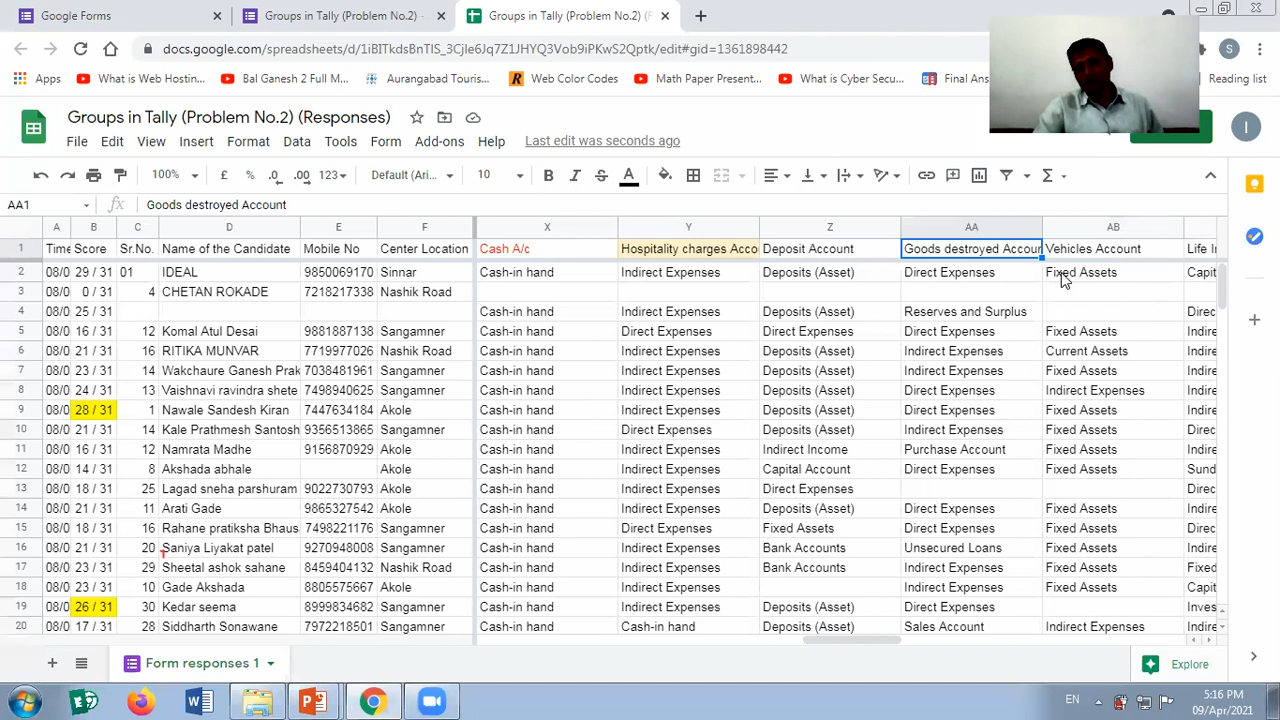 Google Forms × Groups in Tally (Problem No.2) - × Groups in Tally (Problem No.2) (R ×
docs.google.com/spreadsheets/d/1iBITkdsBnTlS_3Cjle6Jq7Z1JHYQ3Vob9iPKwS2Qptk/edit#gid=1361898442 S
Apps What is Web Hostin... Bal Ganesh 2 Full M... Aurangabad Touris... Web Color Codes Math Paper Present... What is Cyber Secu... Final Ans Reading list
Groups in Tally (Problem No.2) (Responses) I
File Edit View Insert Format Data Tools Form Add-ons Help Last edit was seconds ago
100% £ % .0 .00 123 Default (Ari... 10 B I S A
AA1 fx Goods destroyed Account
A B C D E F X Y Z AA AB
1 Time Score Sr.No. Name of the Candidate Mobile No Center Location Cash A/c Hospitality charges Acco Deposit Account Goods destroyed Accour Vehicles Account Life I
2 08/0 29 / 31 01 IDEAL 9850009170 Sinnar Cash-in hand Indirect Expenses Deposits (Asset) Direct Expenses Fixed Assets Capit
3 08/0 0 / 31 4 CHETAN ROKADE 7218217338 Nashik Road
4 08/0 25 / 31 Cash-in hand Indirect Expenses Deposits (Asset) Reserves and Surplus Direc
5 08/0 16 / 31 12 Komal Atul Desai 9881887138 Sangamner Cash-in hand Direct Expenses Direct Expenses Direct Expenses Fixed Assets Indire
6 08/0 21 / 31 16 RITIKA MUNVAR 7719977026 Nashik Road Cash-in hand Indirect Expenses Deposits (Asset) Indirect Expenses Current Assets Indire
7 08/0 23 / 31 14 Wakchaure Ganesh Prak 7038481961 Sangamner Cash-in hand Indirect Expenses Deposits (Asset) Indirect Expenses Fixed Assets Indire
8 08/0 24 / 31 13 Vaishnavi ravindra shete 7498940625 Sangamner Cash-in hand Indirect Expenses Deposits (Asset) Direct Expenses Indirect Expenses Indire
9 08/0 28 / 31 1 Nawale Sandesh Kiran 7447634184 Akole Cash-in hand Indirect Expenses Deposits (Asset) Direct Expenses Fixed Assets Indire
10 08/0 21 / 31 14 Kale Prathmesh Santosh 9356513865 Sangamner Cash-in hand Direct Expenses Deposits (Asset) Indirect Expenses Fixed Assets Direc
11 08/0 16 / 31 12 Namrata Madhe 9156870929 Akole Cash-in hand Indirect Expenses Indirect Income Purchase Account Fixed Assets Indire
12 08/0 14 / 31 8 Akshada abhale Akole Cash-in hand Indirect Expenses Capital Account Direct Expenses Fixed Assets Sund
13 08/0 18 / 31 25 Lagad sneha parshuram 9022730793 Akole Cash-in hand Indirect Expenses Direct Expenses Direc
14 08/0 21 / 31 11 Arati Gade 9865327542 Akole Cash-in hand Indirect Expenses Deposits (Asset) Direct Expenses Fixed Assets Indire
15 08/0 18 / 31 16 Rahane pratiksha Bhaus 7498221176 Sangamner Cash-in hand Direct Expenses Fixed Assets Direct Expenses Fixed Assets Indire
16 08/0 21 / 31 20 Saniya Liyakat patel 9270948008 Sangamner Cash-in hand Indirect Expenses Bank Accounts Unsecured Loans Fixed Assets Indire
17 08/0 23 / 31 29 Sheetal ashok sahane 8459404132 Nashik Road Cash-in hand Indirect Expenses Bank Accounts Indirect Expenses Fixed Assets Indire
18 08/0 23 / 31 10 Gade Akshada 8805575667 Akole Cash-in hand Indirect Expenses Direct Expenses Fixed Assets Capit
19 08/0 26 / 31 30 Kedar seema 8999834682 Sangamner Cash-in hand Indirect Expenses Deposits (Asset) Direct Expenses Inves
20 08/0 17 / 31 28 Siddharth Sonawane 7972218501 Sangamner Cash-in hand Cash-in hand Deposits (Asset) Sales Account Indirect Expenses Indire
Form responses 1 Explore
EN 5:16 PM
09/Apr/2021